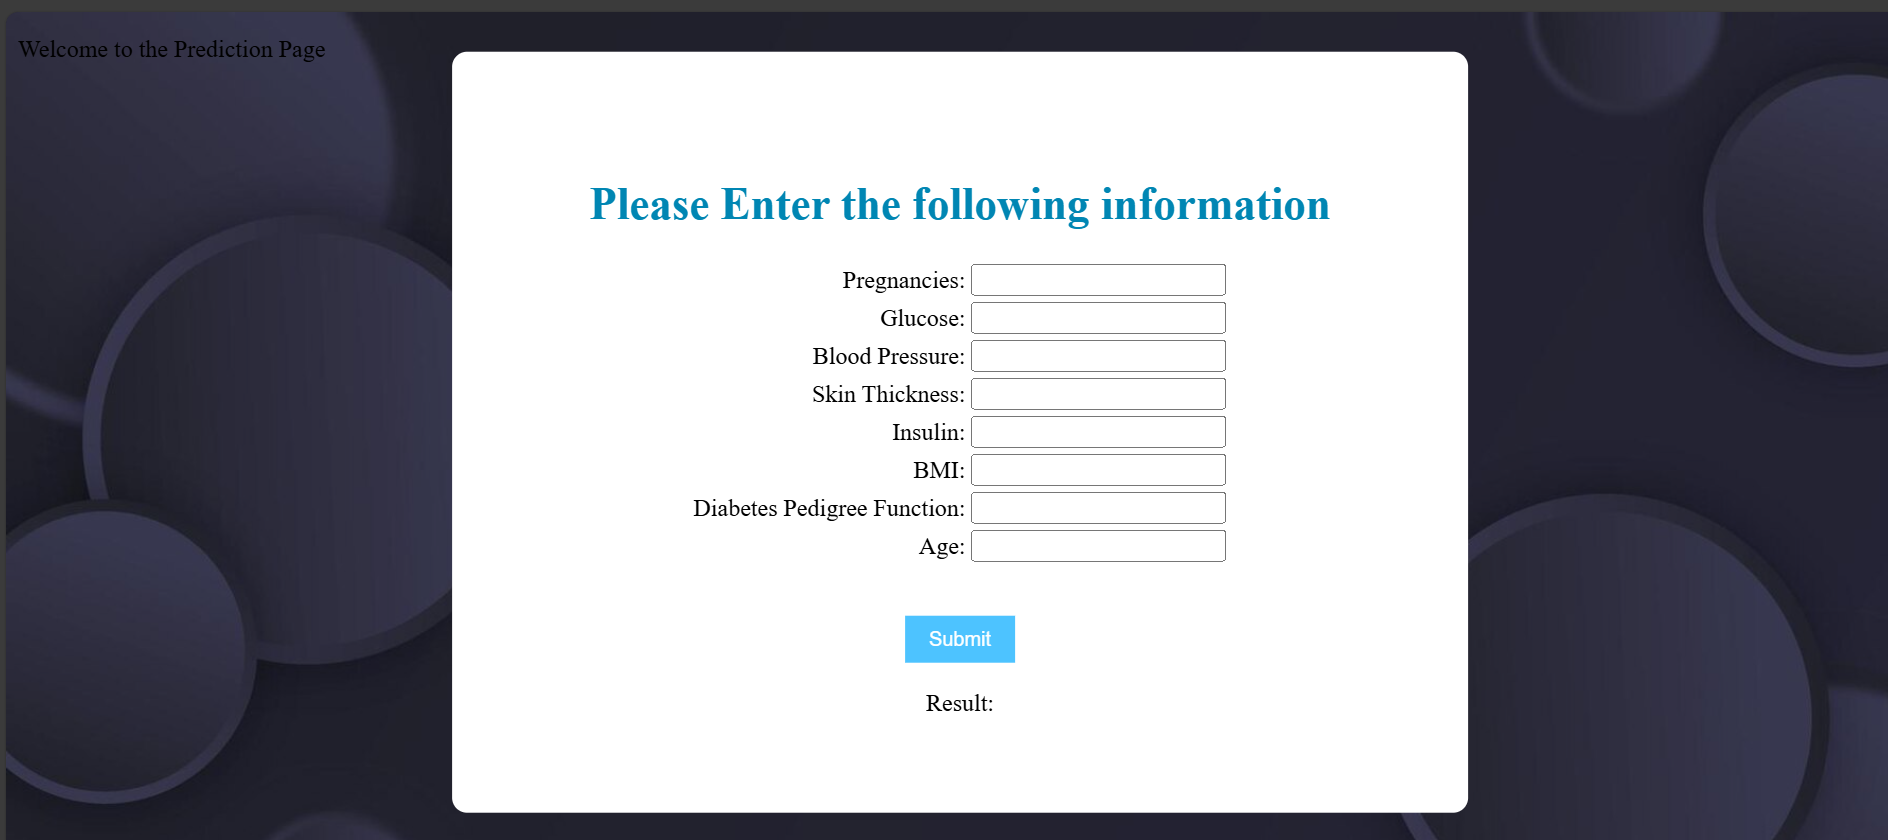 Welcome to the Prediction Page
Please Enter the following information
Pregnancies:
Glucose:
Blood Pressure:
Skin Thickness:
Insulin:
BMI:
Diabetes Pedigree Function:
Age:
Submit
Result: